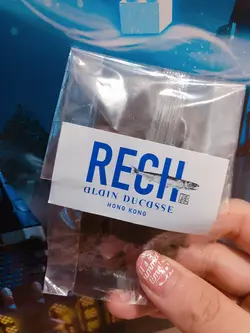 RECH
ALAIN DUCASSE
HONG KONG